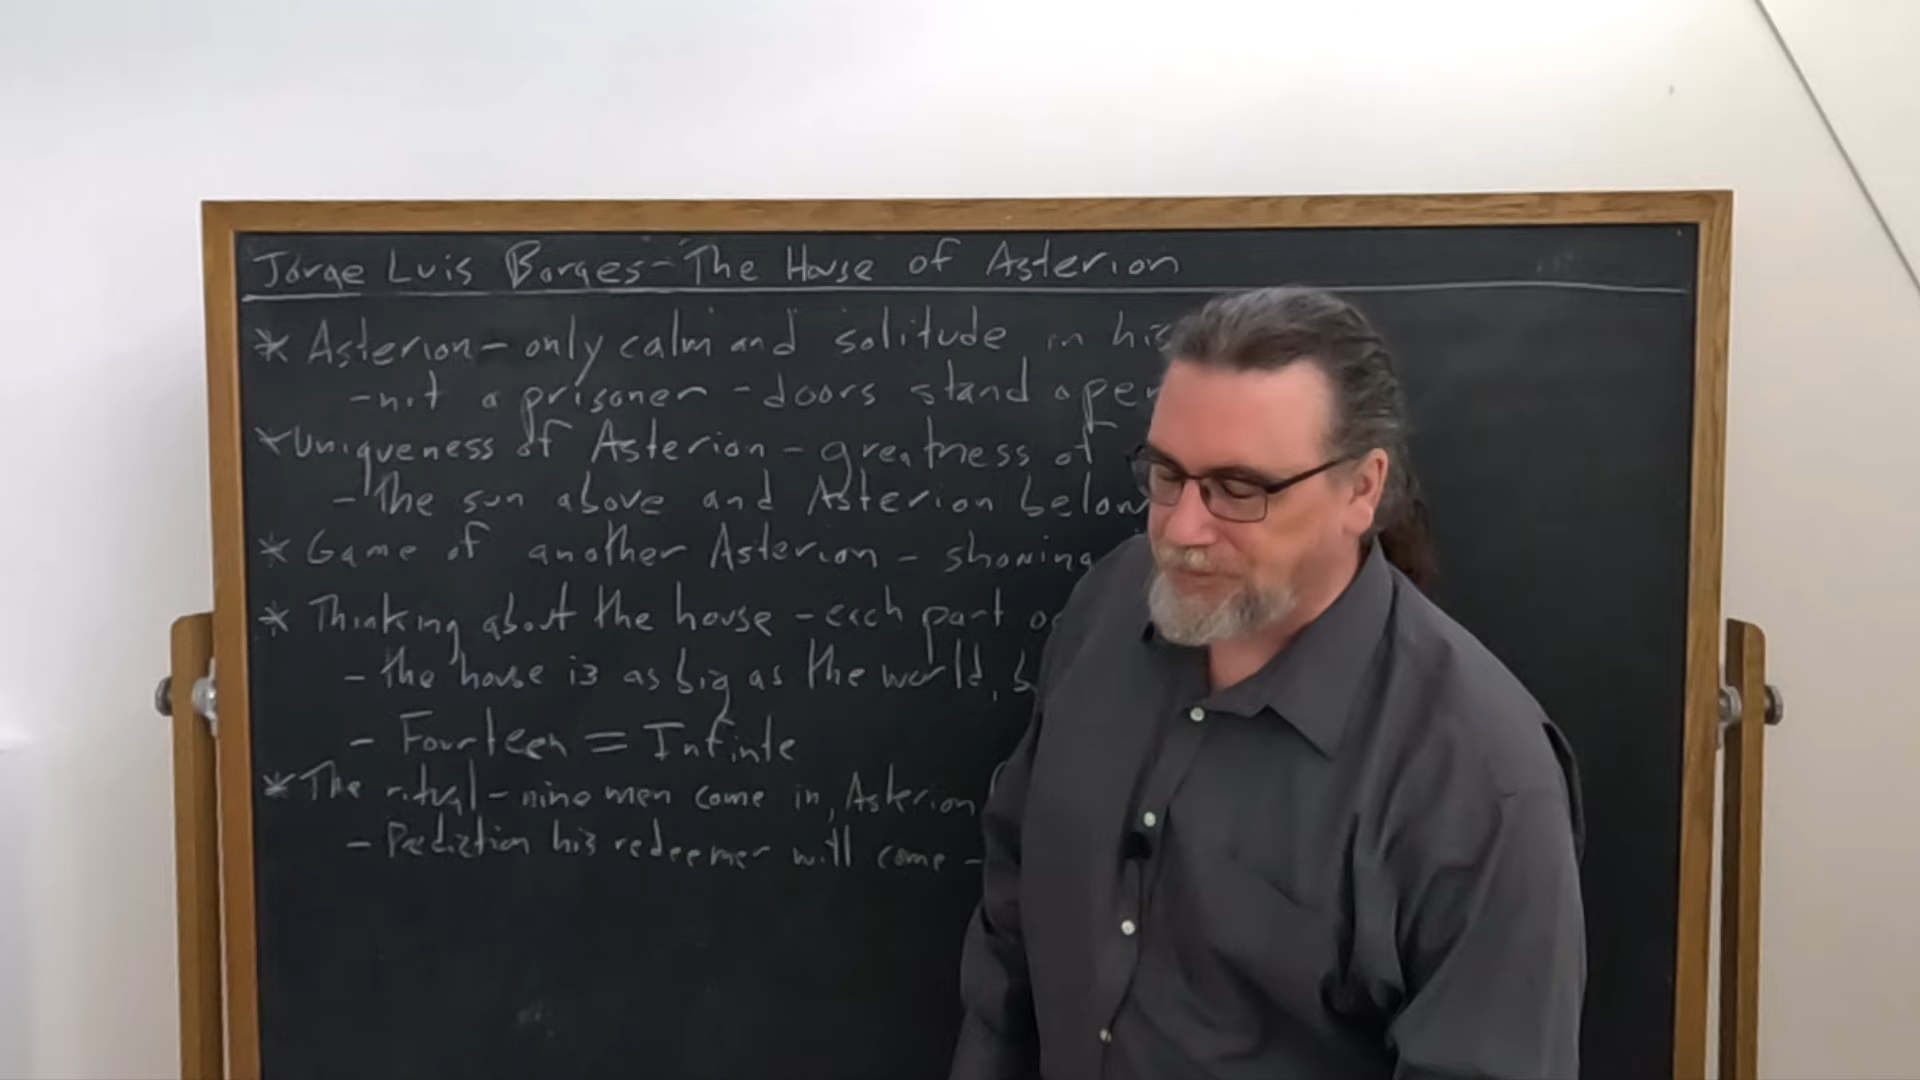 Jorge Luis Borges - The House of Asterion
* Asterion - only calm and solitude in his
- not a prisoner - doors stand open
* Uniqueness of Asterion - greatness of
- The sun above and Asterion below
* Game of another Asterion - showing
* Thinking about the house - each part oc
- the house is as big as the world, b
- Fourteen = Infinite
* The ritual - nine men come in, Asterion
- Prediction his redeemer will come -